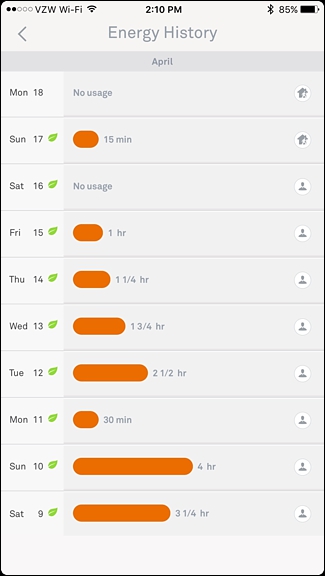 VZW Wi-Fi 2:10 PM 85%
Energy History
April
Mon 18 No usage
Sun 17 15 min
Sat 16 No usage
Fri 15 1 hr
Thu 14 1 1/4 hr
Wed 13 1 3/4 hr
Tue 12 2 1/2 hr
Mon 11 30 min
Sun 10 4 hr
Sat 9 3 1/4 hr